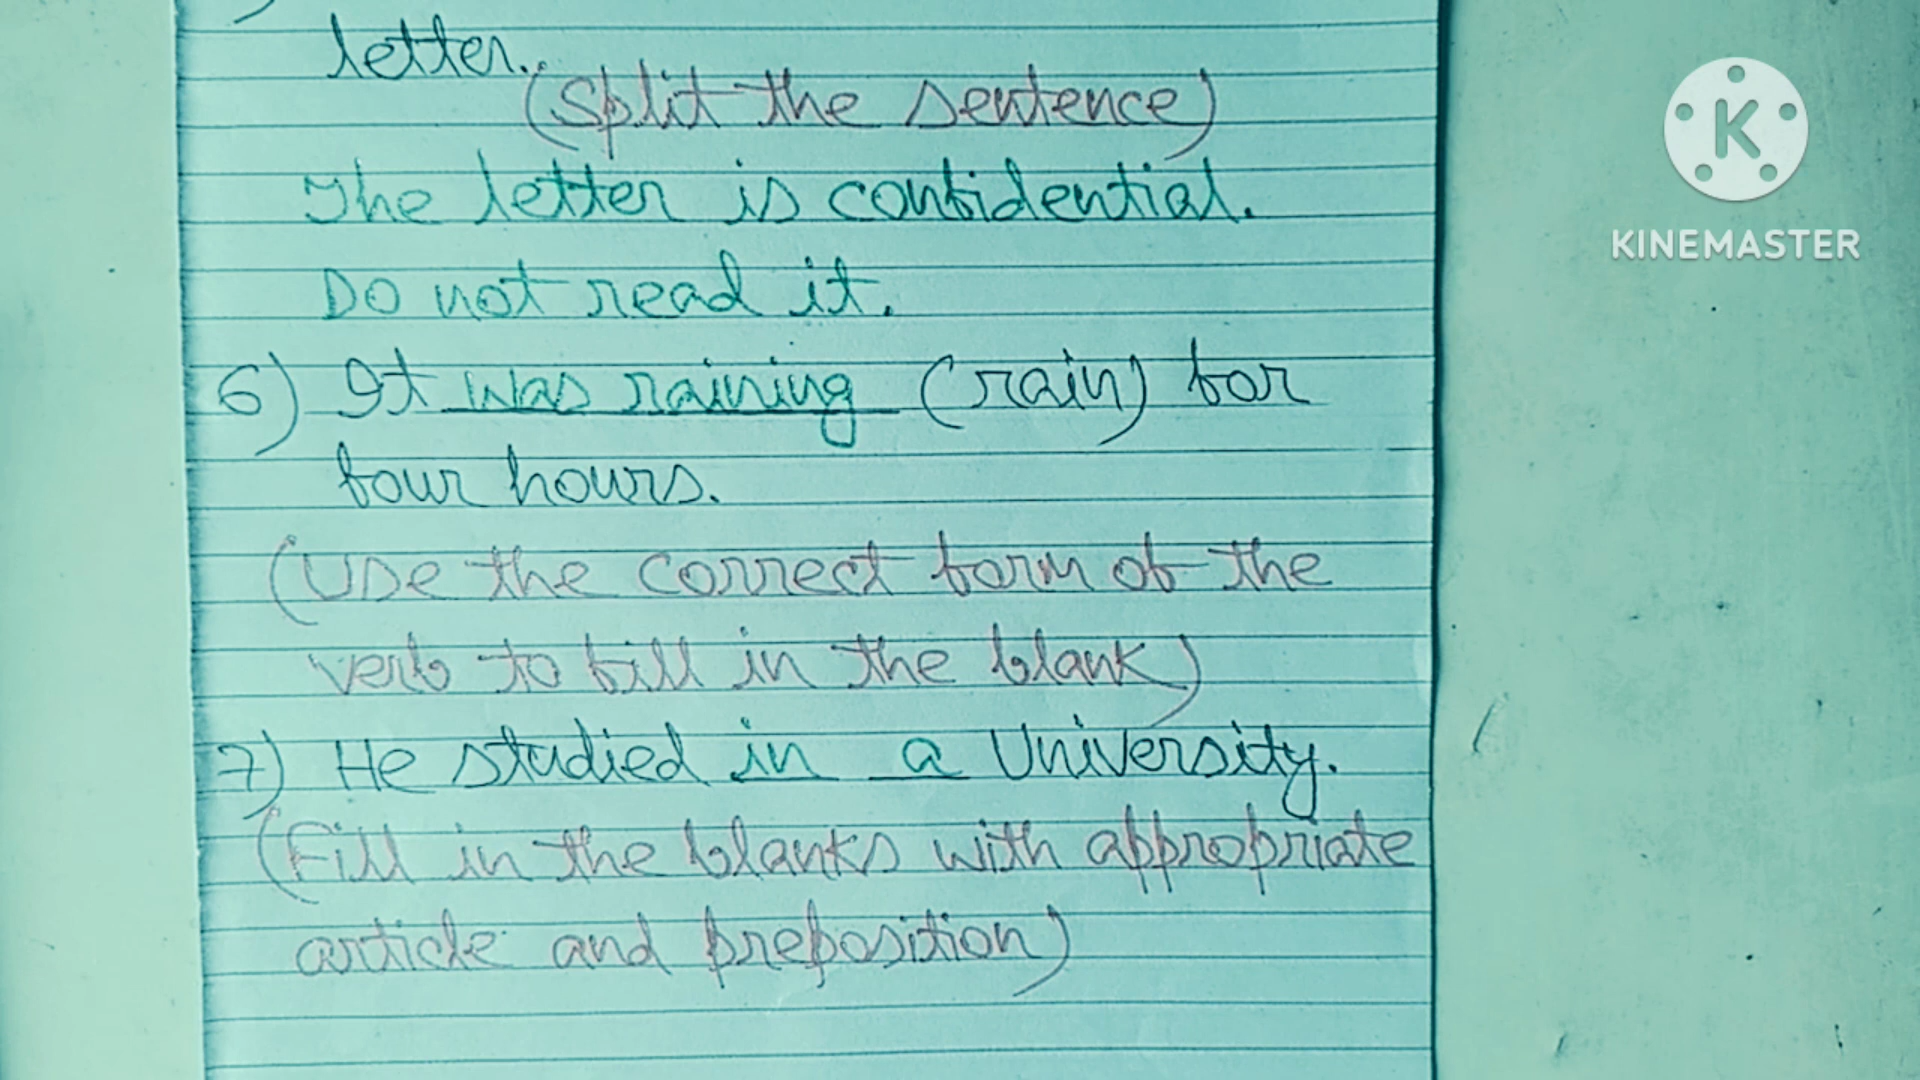 letter.
(Split the sentence)
The letter is confidential.
Do not read it.
6) It was raining (rain) for
four hours.
(Use the correct form of the
verb to fill in the blank)
7) He studied in a University.
(Fill in the blanks with appropriate
article and preposition)
K
KINEMASTER